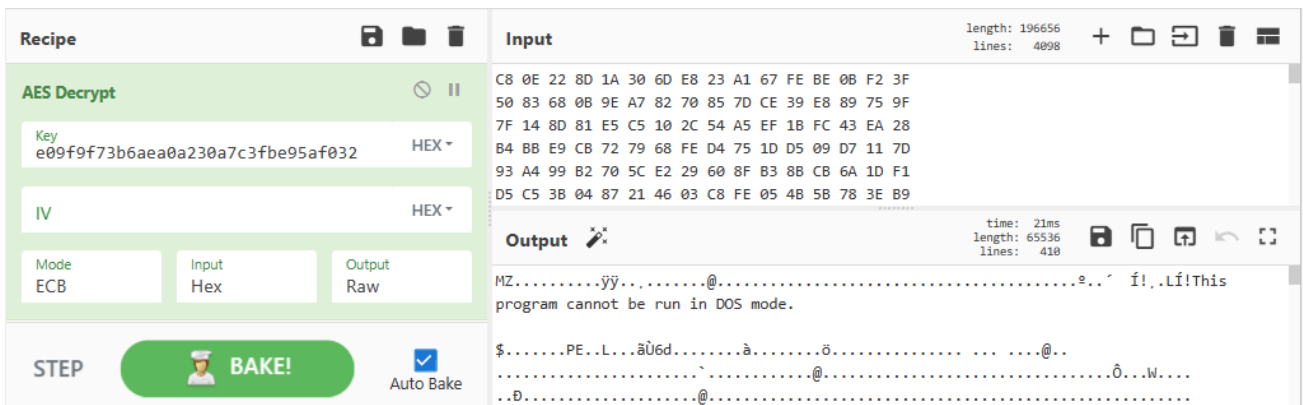 Recipe
AES Decrypt
Key
e09f9f73b6aea0a230a7c3fbe95af032
HEX
IV
HEX
Mode
ECB
Input
Hex
Output
Raw
STEP
BAKE!
Auto Bake
Input
length: 196656
lines: 4098
C8 0E 22 8D 1A 30 6D E8 23 A1 67 FE BE 0B F2 3F
50 83 68 0B 9E A7 82 70 85 7D CE 39 E8 89 75 9F
7F 14 8D 81 E5 C5 10 2C 54 A5 EF 1B FC 43 EA 28
B4 BB E9 CB 72 79 68 FE D4 75 1D D5 09 D7 11 7D
93 A4 99 B2 70 5C E2 29 60 8F B3 8B CB 6A 1D F1
D5 C5 3B 04 87 21 46 03 C8 FE 05 4B 5B 78 3E B9
Output
time: 21ms
length: 65536
lines: 410
MZ..........ÿÿ..¸.......@...........................................º..´ Í!¸.LÍ!This
program cannot be run in DOS mode.
$.......PE..L...ãÙ6d........à........ö............... ... ....@..
.......................`............@.................................Ô...W....
..Ð....................@......................................................